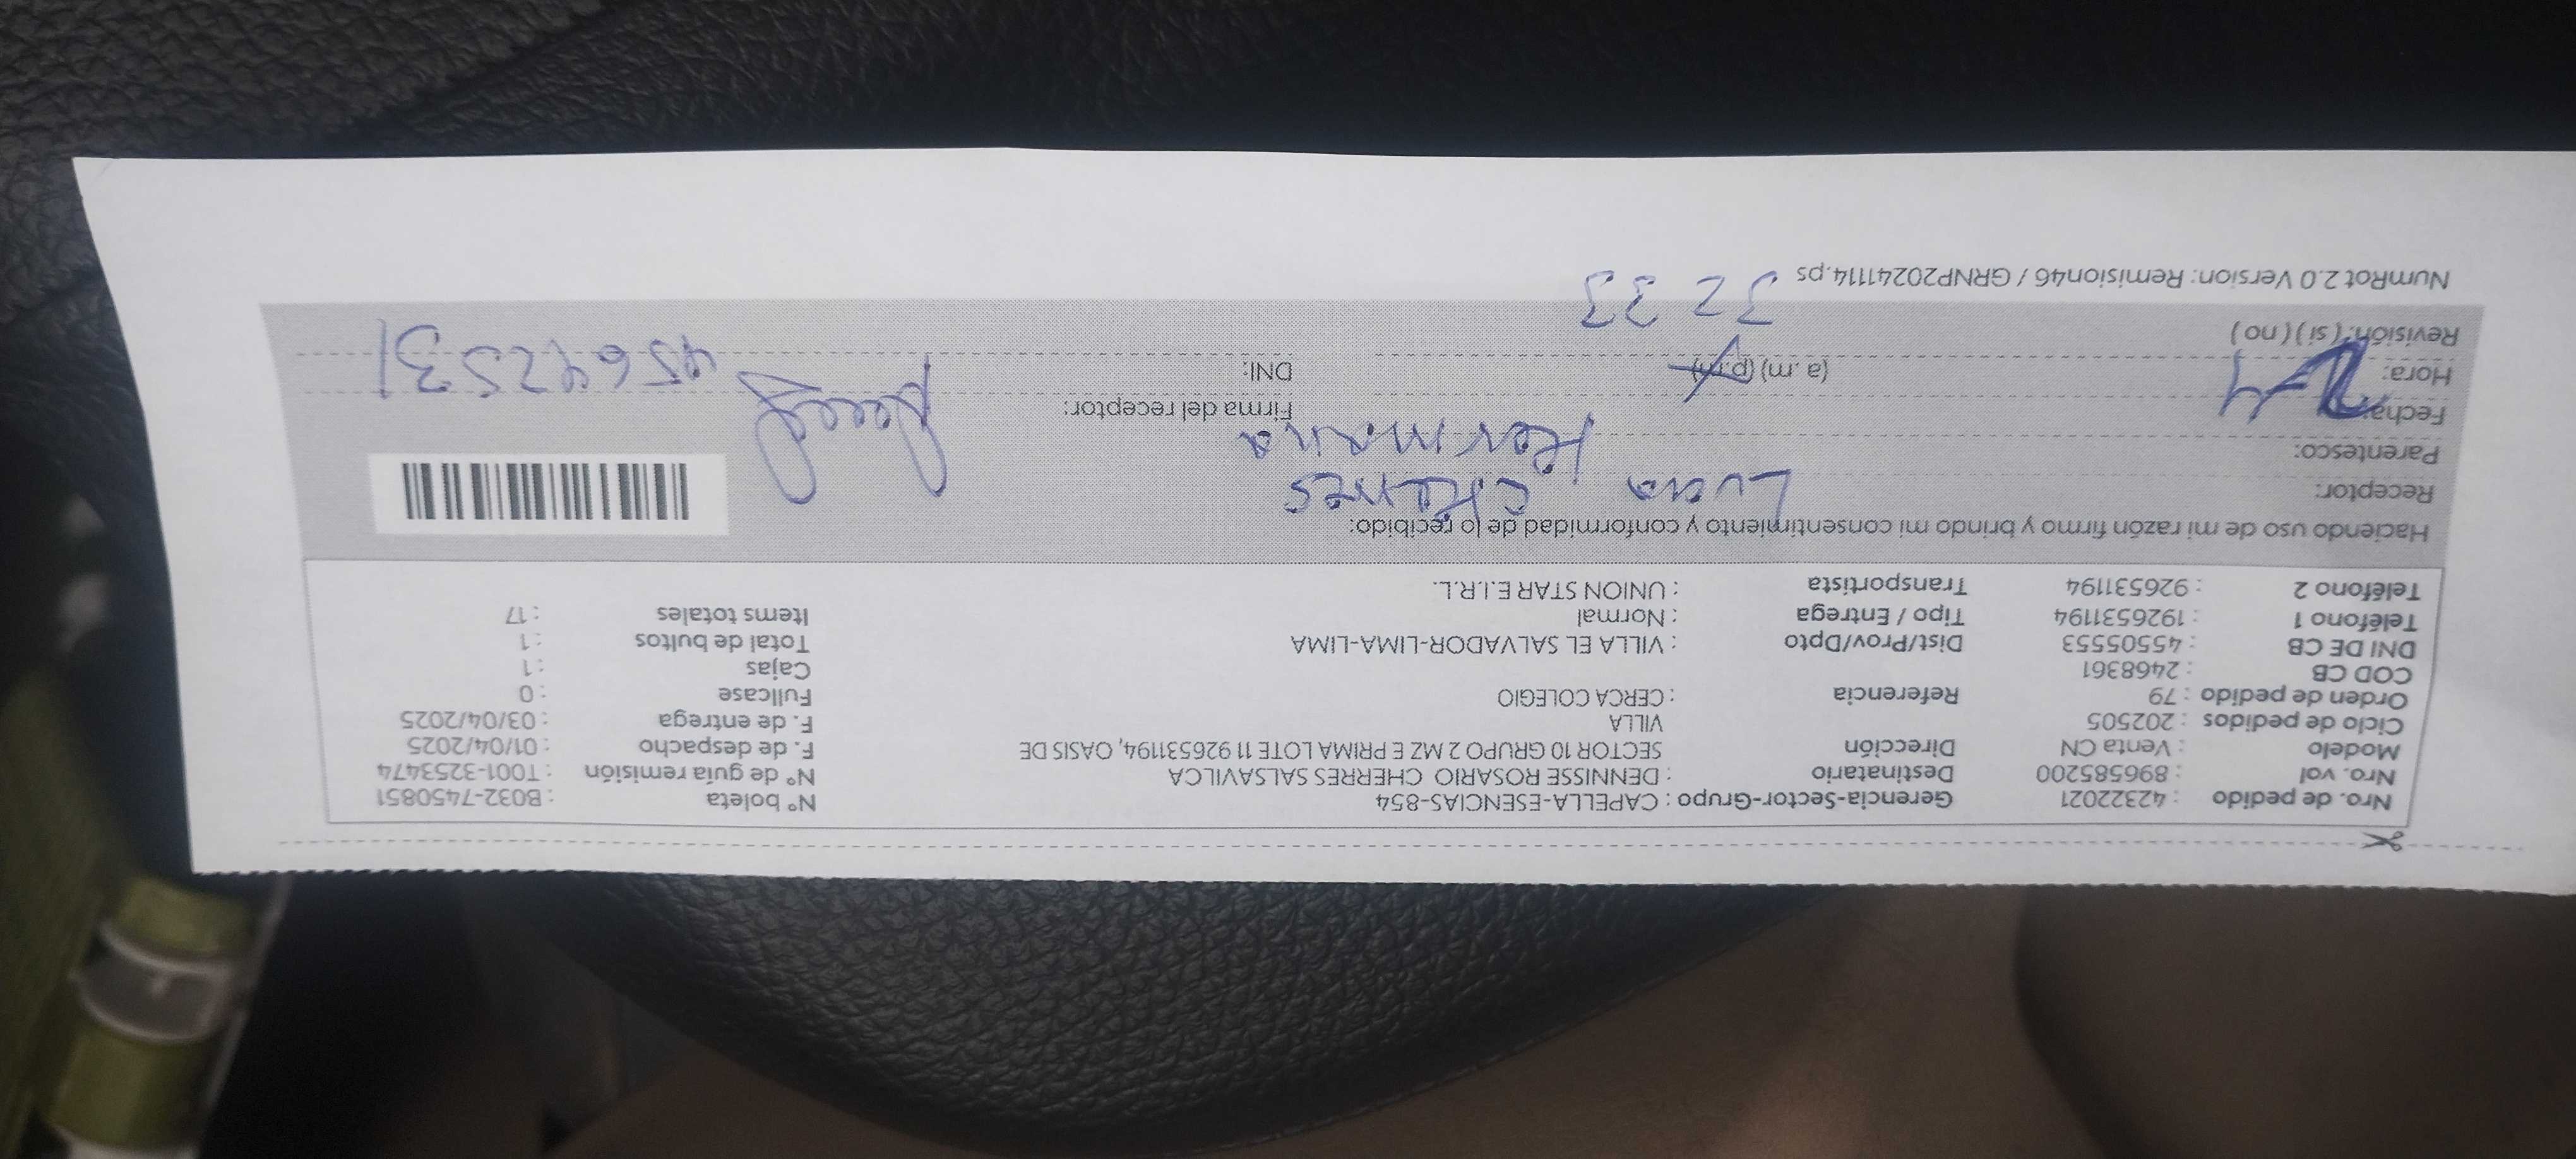 Nro. de pedido : 42322021 Gerencia-Sector-Grupo : CAPELLA-ESENCIAS-854 N° boleta : B032-7450851
Nro. val : 896585200 Destinatario : DENNISSE ROSARIO CHERRES SALSAVILCA N° de guía remisión : T001-3253474
Modelo : Venta CN Dirección SECTOR 10 GRUPO 2 MZ E PRIMA LOTE 11 926531194, OASIS DE F. de despacho : 01/04/2025
Ciclo de pedidos : 202505 VILLA F. de entrega : 03/04/2025
Orden de pedido : 79 Referencia : CERCA COLEGIO Fullcase : 0
COD CB : 2468361 Cajas : 1
DNI DE CB : 45505553 Dist/Prov/Dpto : VILLA EL SALVADOR-LIMA-LIMA Total de bultos : 1
Teléfono 1 : 1926531194 Tipo / Entrega : Normal Items totales : 17
Teléfono 2 : 926531194 Transportista : UNION STAR E.I.R.L.
Haciendo uso de mi razón firmo y brindo mi consentimiento y conformidad de lo recibido:
Receptor: Lucia Cherres
Parentesco: Hermana
Fecha: 2-4 Firma del receptor:
Hora: (a.m) (p.m) DNI: 45642531
Revisión: (si) (no)
3233
NumRot 2.0 Version: Remision46 / GRNP20241114.ps